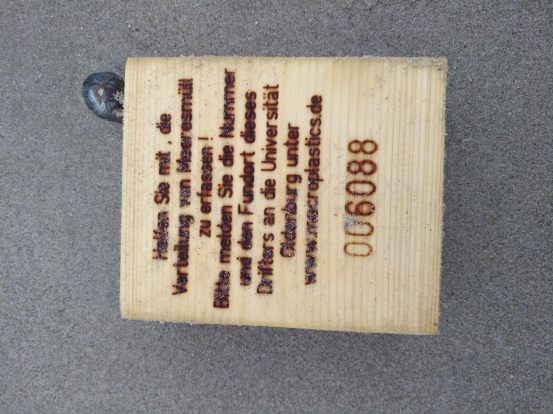 Helfen Sie mit , die
Verteilung von Meeresmüll
zu erfassen !
Bitte melden Sie die Nummer
und den Fundort dieses
Drifters an die Universität
Oldenburg unter
www.macroplastics.de
006088